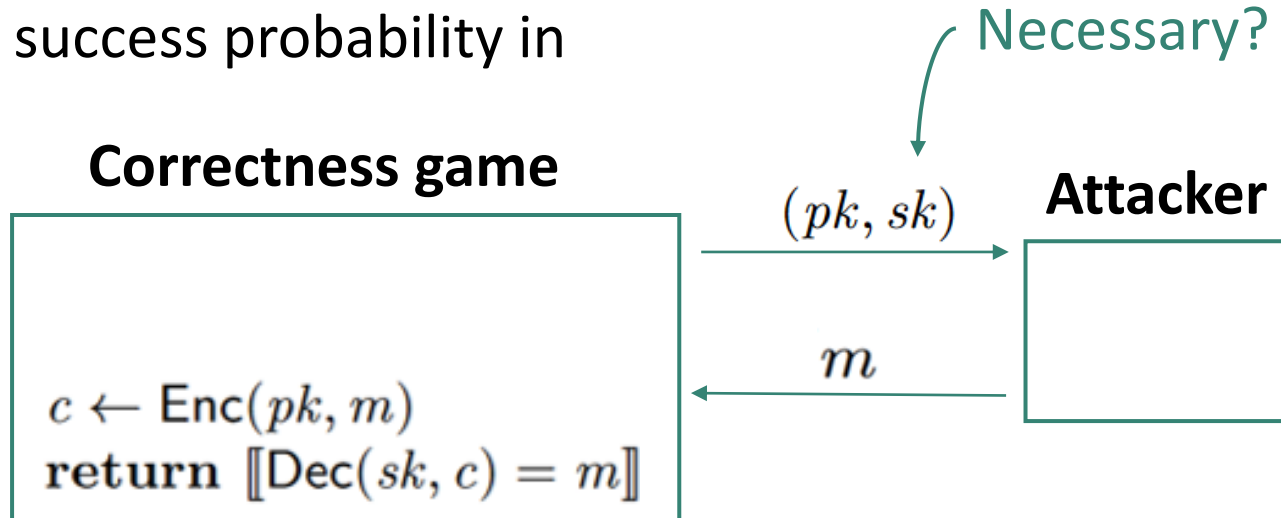 success probability in
Necessary?
Correctness game
(pk, sk)
Attacker
m
c ← Enc(pk, m)
return ⟦Dec(sk, c) = m⟧